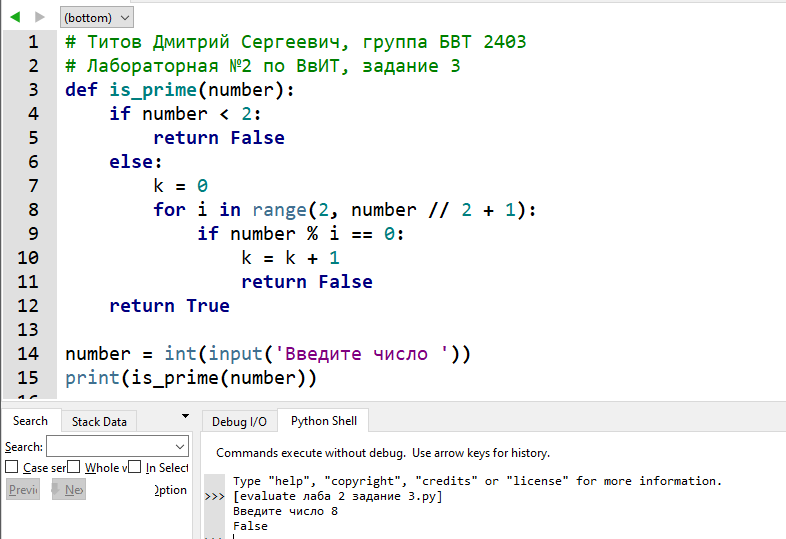 (bottom)
1 # Титов Дмитрий Сергеевич, группа БВТ 2403
2 # Лабораторная №2 по ВвИТ, задание 3
3 def is_prime(number):
4     if number < 2:
5         return False
6     else:
7         k = 0
8         for i in range(2, number // 2 + 1):
9             if number % i == 0:
10                 k = k + 1
11                 return False
12     return True
13
14 number = int(input('Введите число '))
15 print(is_prime(number))
Search Stack Data Debug I/O Python Shell
Search:
Case ser Whole v In Select
Previ Nex Option
Commands execute without debug. Use arrow keys for history.
Type "help", "copyright", "credits" or "license" for more information.
>>> [evaluate лаба 2 задание 3.py]
Введите число 8
False